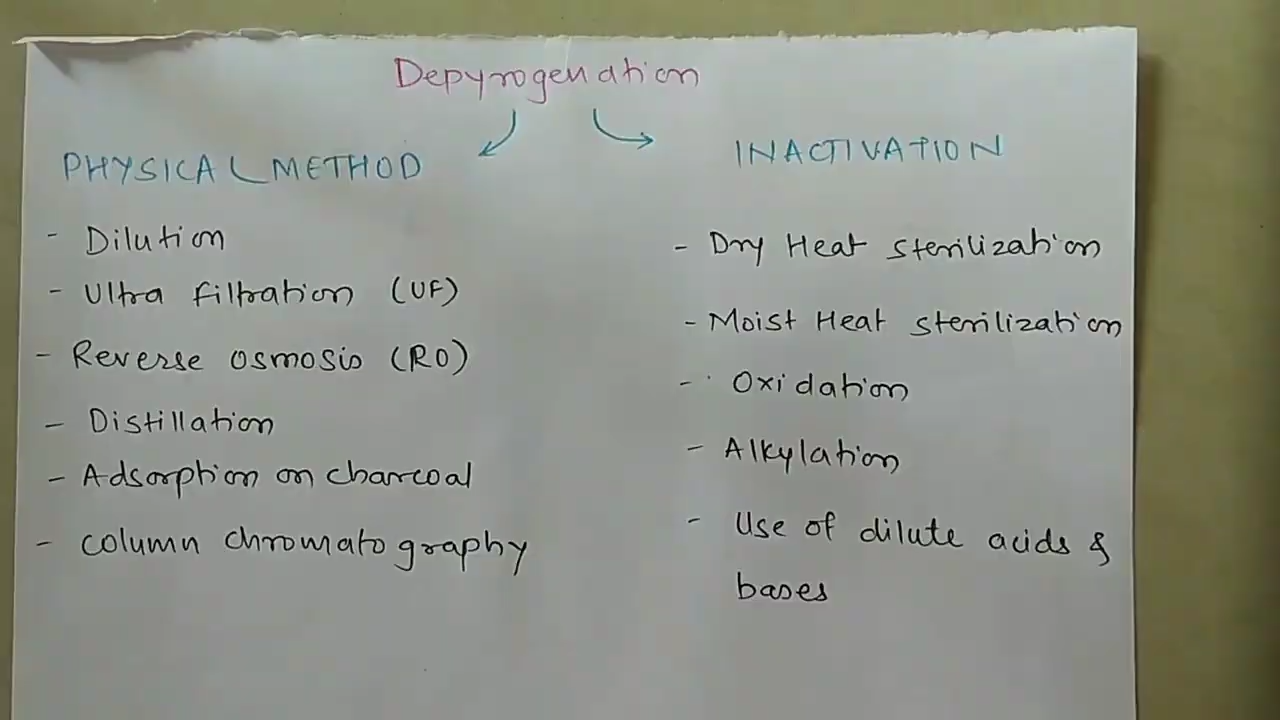 Depyrogenation
PHYSICAL METHOD
- Dilution
- Ultra filtration (UF)
- Reverse osmosis (RO)
- Distillation
- Adsorption on charcoal
- column chromatography
INACTIVATION
- Dry Heat sterilization
- Moist Heat sterilization
- Oxidation
- Alkylation
- Use of dilute acids &
bases